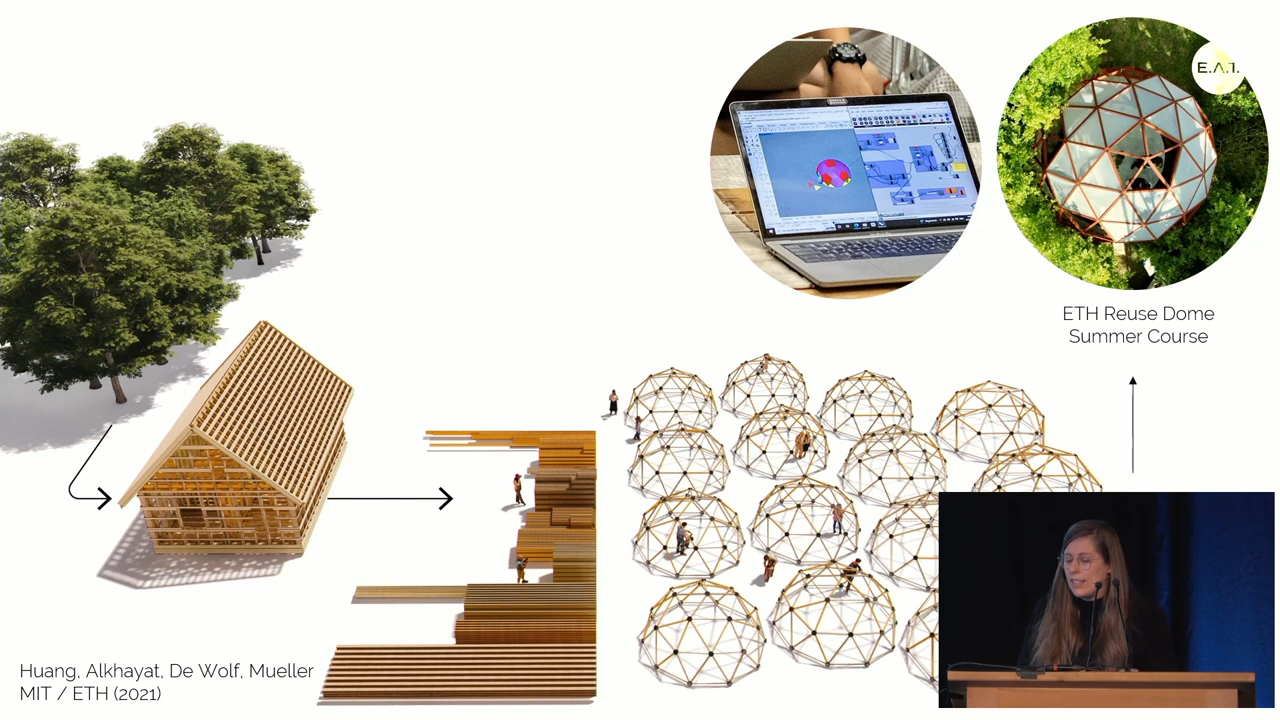 E.A.T.
ETH Reuse Dome
Summer Course
Huang, Alkhayat, De Wolf, Mueller
MIT / ETH (2021)